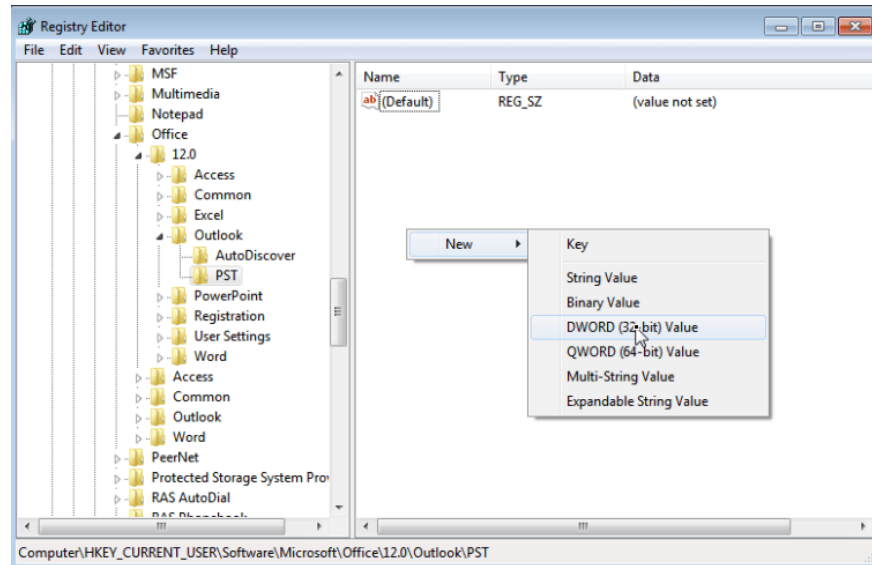 Registry Editor
File Edit View Favorites Help
MSF
Multimedia
Notepad
Office
12.0
Access
Common
Excel
Outlook
AutoDiscover
PST
PowerPoint
Registration
User Settings
Word
Access
Common
Outlook
Word
PeerNet
Protected Storage System Prov
RAS AutoDial
Name Type Data
ab (Default) REG_SZ (value not set)
New
Key
String Value
Binary Value
DWORD (32-bit) Value
QWORD (64-bit) Value
Multi-String Value
Expandable String Value
Computer\HKEY_CURRENT_USER\Software\Microsoft\Office\12.0\Outlook\PST